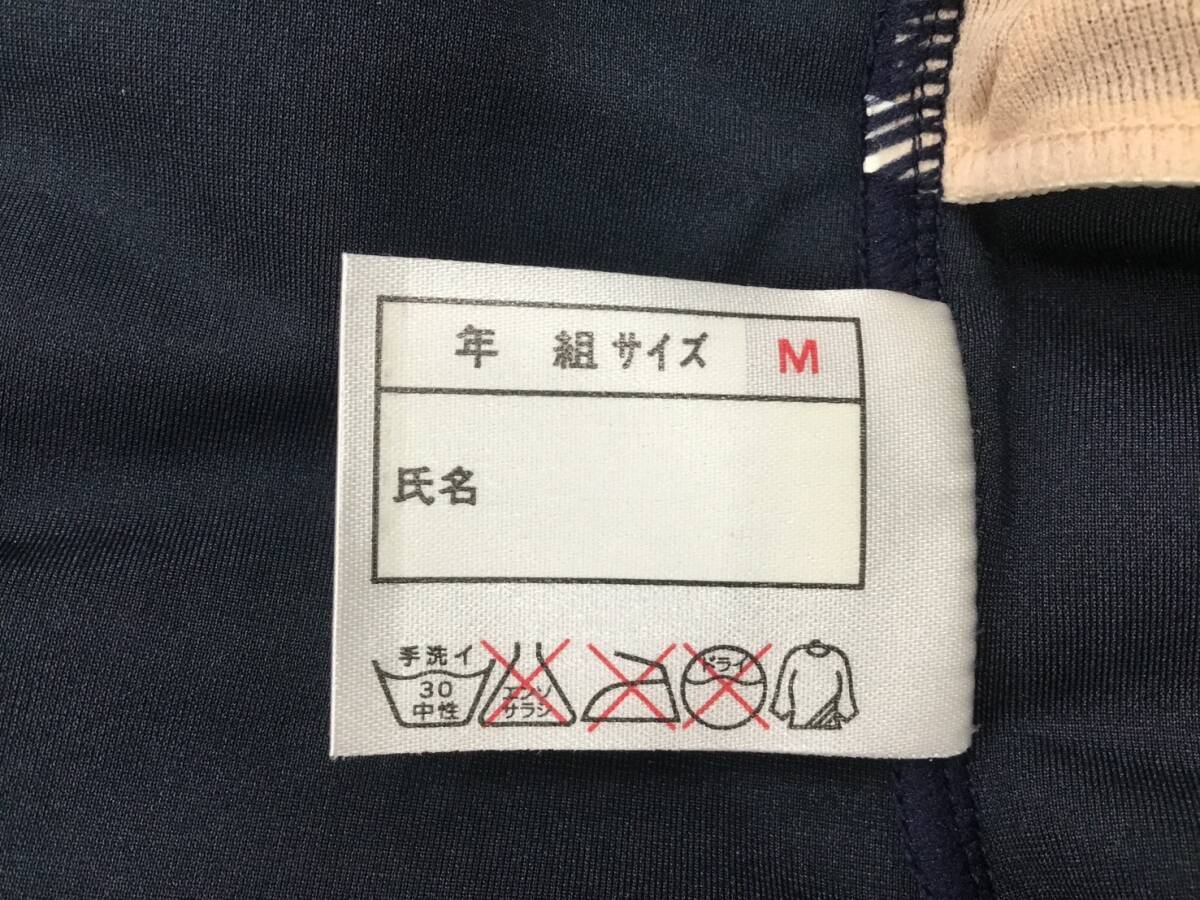 年 組 サイズ M
氏名
手洗イ
30
中性
エンソ
サラシ
ドライ